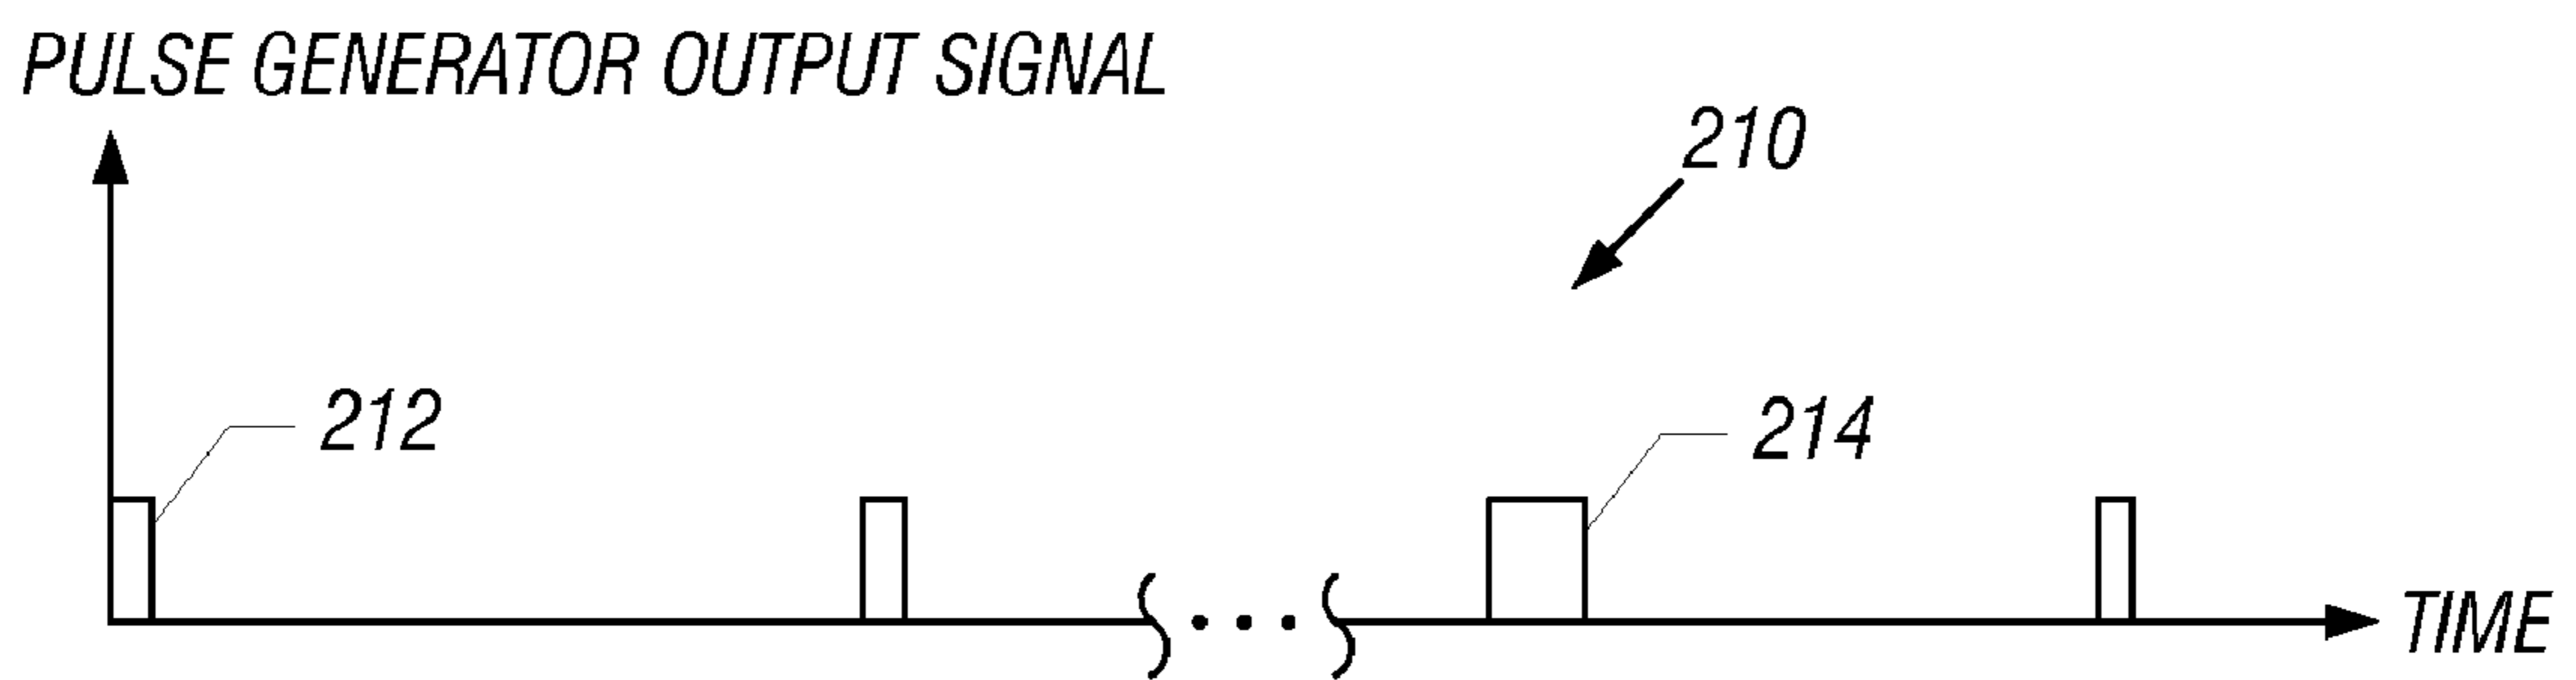 PULSE GENERATOR OUTPUT SIGNAL
210
212
214
TIME